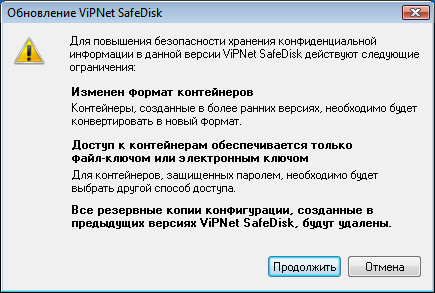 Обновление ViPNet SafeDisk
Для повышения безопасности хранения конфиденциальной
информации в данной версии ViPNet SafeDisk действуют следующие
ограничения:
Изменен формат контейнеров
Контейнеры, созданные в более ранних версиях, необходимо будет
конвертировать в новый формат.
Доступ к контейнерам обеспечивается только
файл-ключом или электронным ключом
Для контейнеров, защищенных паролем, необходимо будет
выбрать другой способ доступа.
Все резервные копии конфигурации, созданные в
предыдущих версиях ViPNet SafeDisk, будут удалены.
Продолжить Отмена